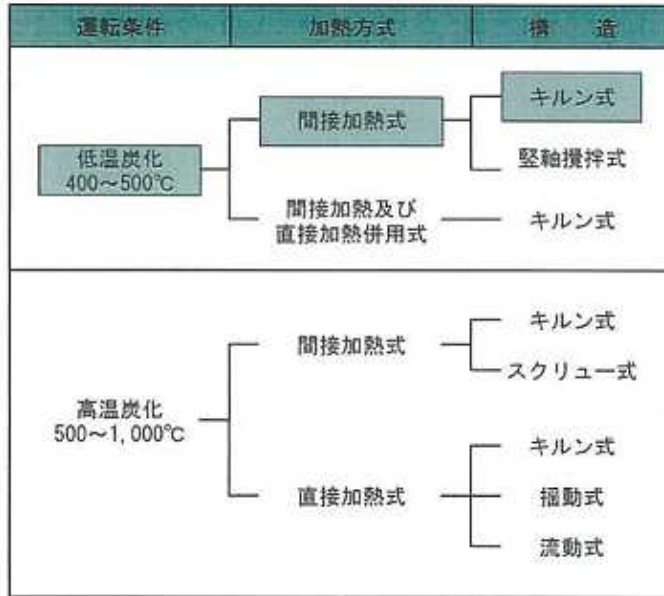 運転条件 加熱方式 構造
キルン式
間接加熱式
低温炭化
400～500℃
竪軸攪拌式
間接加熱及び
直接加熱併用式
キルン式
キルン式
間接加熱式
スクリュー式
高温炭化
500～1,000℃
キルン式
直接加熱式
揺動式
流動式